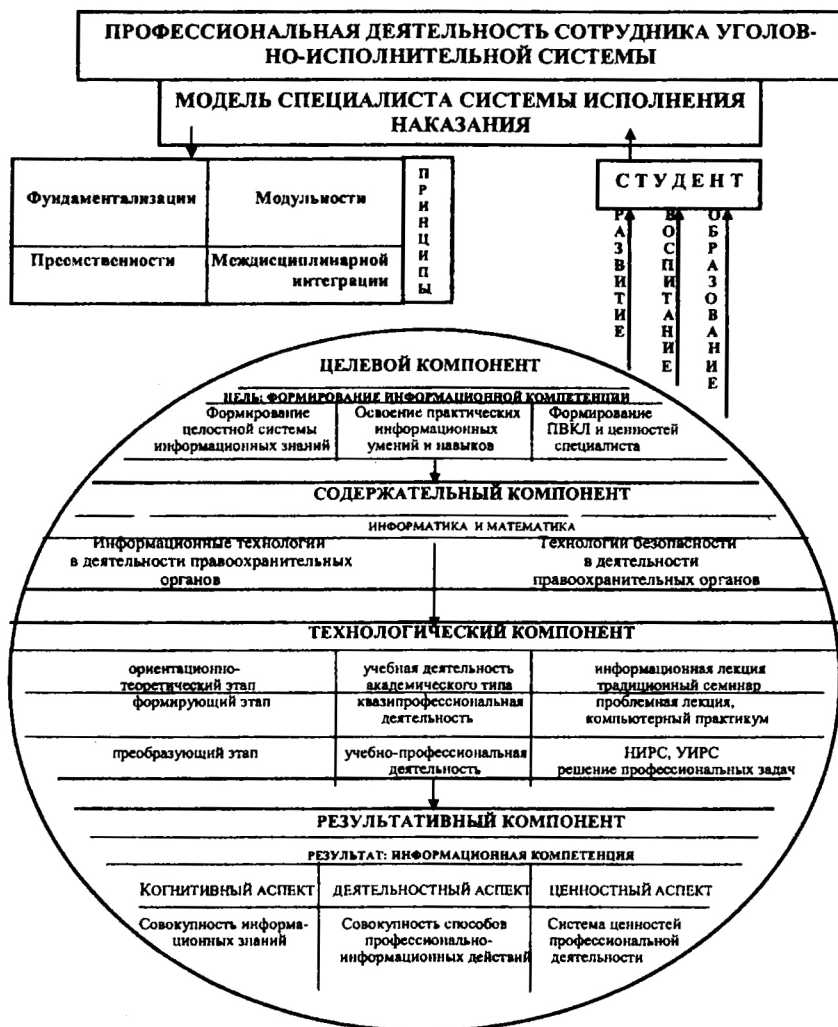 ПРОФЕССИОНАЛЬНАЯ ДЕЯТЕЛЬНОСТЬ СОТРУДНИКА УГОЛОВ-
НО-ИСПОЛНИТЕЛЬНОЙ СИСТЕМЫ
МОДЕЛЬ СПЕЦИАЛИСТА СИСТЕМЫ ИСПОЛНЕНИЯ
НАКАЗАНИЯ
Фундаментализации
Модульности
Преемственности
Междисциплинарной
интеграции
ПРИНЦИПЫ
СТУДЕНТ
РАЗВИТИЕ
ВОСПИТАНИЕ
ОБРАЗОВАНИЕ
ЦЕЛЕВОЙ КОМПОНЕНТ
ЦЕЛЬ: ФОРМИРОВАНИЕ ИНФОРМАЦИОННОЙ КОМПЕТЕНЦИИ
Формирование
целостной системы
информационных знаний
Освоение практических
информационных
умений и навыков
Формирование
ПВКЛ и ценностей
специалиста
СОДЕРЖАТЕЛЬНЫЙ КОМПОНЕНТ
ИНФОРМАТИКА И МАТЕМАТИКА
Информационные технологии
в деятельности правоохранительных
органов
Технологии безопасности
в деятельности
правоохранительных органов
ТЕХНОЛОГИЧЕСКИЙ КОМПОНЕНТ
ориентационно-
теоретический этап
учебная деятельность
академического типа
информационная лекция
традиционный семинар
формирующий этап
квазипрофессиональная
деятельность
проблемная лекция,
компьютерный практикум
преобразующий этап
учебно-профессиональная
деятельность
НИРС, УИРС
решение профессиональных задач
РЕЗУЛЬТАТИВНЫЙ КОМПОНЕНТ
РЕЗУЛЬТАТ: ИНФОРМАЦИОННАЯ КОМПЕТЕНЦИЯ
КОГНИТИВНЫЙ АСПЕКТ
ДЕЯТЕЛЬНОСТНЫЙ АСПЕКТ
ЦЕННОСТНЫЙ АСПЕКТ
Совокупность информа-
ционных знаний
Совокупность способов
профессионально-
информационных действий
Система ценностей
профессиональной
деятельности